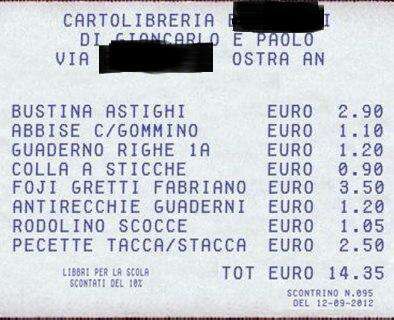 CARTOLIBRERIA
DI GIANCARLO E PAOLO
VIA OSTRA AN
BUSTINA ASTIGHI EURO 2.90
ABBISE C/GOMMINO EURO 1.10
GUADERNO RIGHE 1A EURO 1.20
COLLA A STICCHE EURO 0.90
FOJI GRETTI FABRIANO EURO 3.50
ANTIRECCHIE GUADERNI EURO 1.20
RODOLINO SCOCCE EURO 1.05
PECETTE TACCA/STACCA EURO 2.50
TOT EURO 14.35
LIBBRI PER LA SCOLA
SCONTATI DEL 10%
SCONTRINO N.095
DEL 12-09-2012